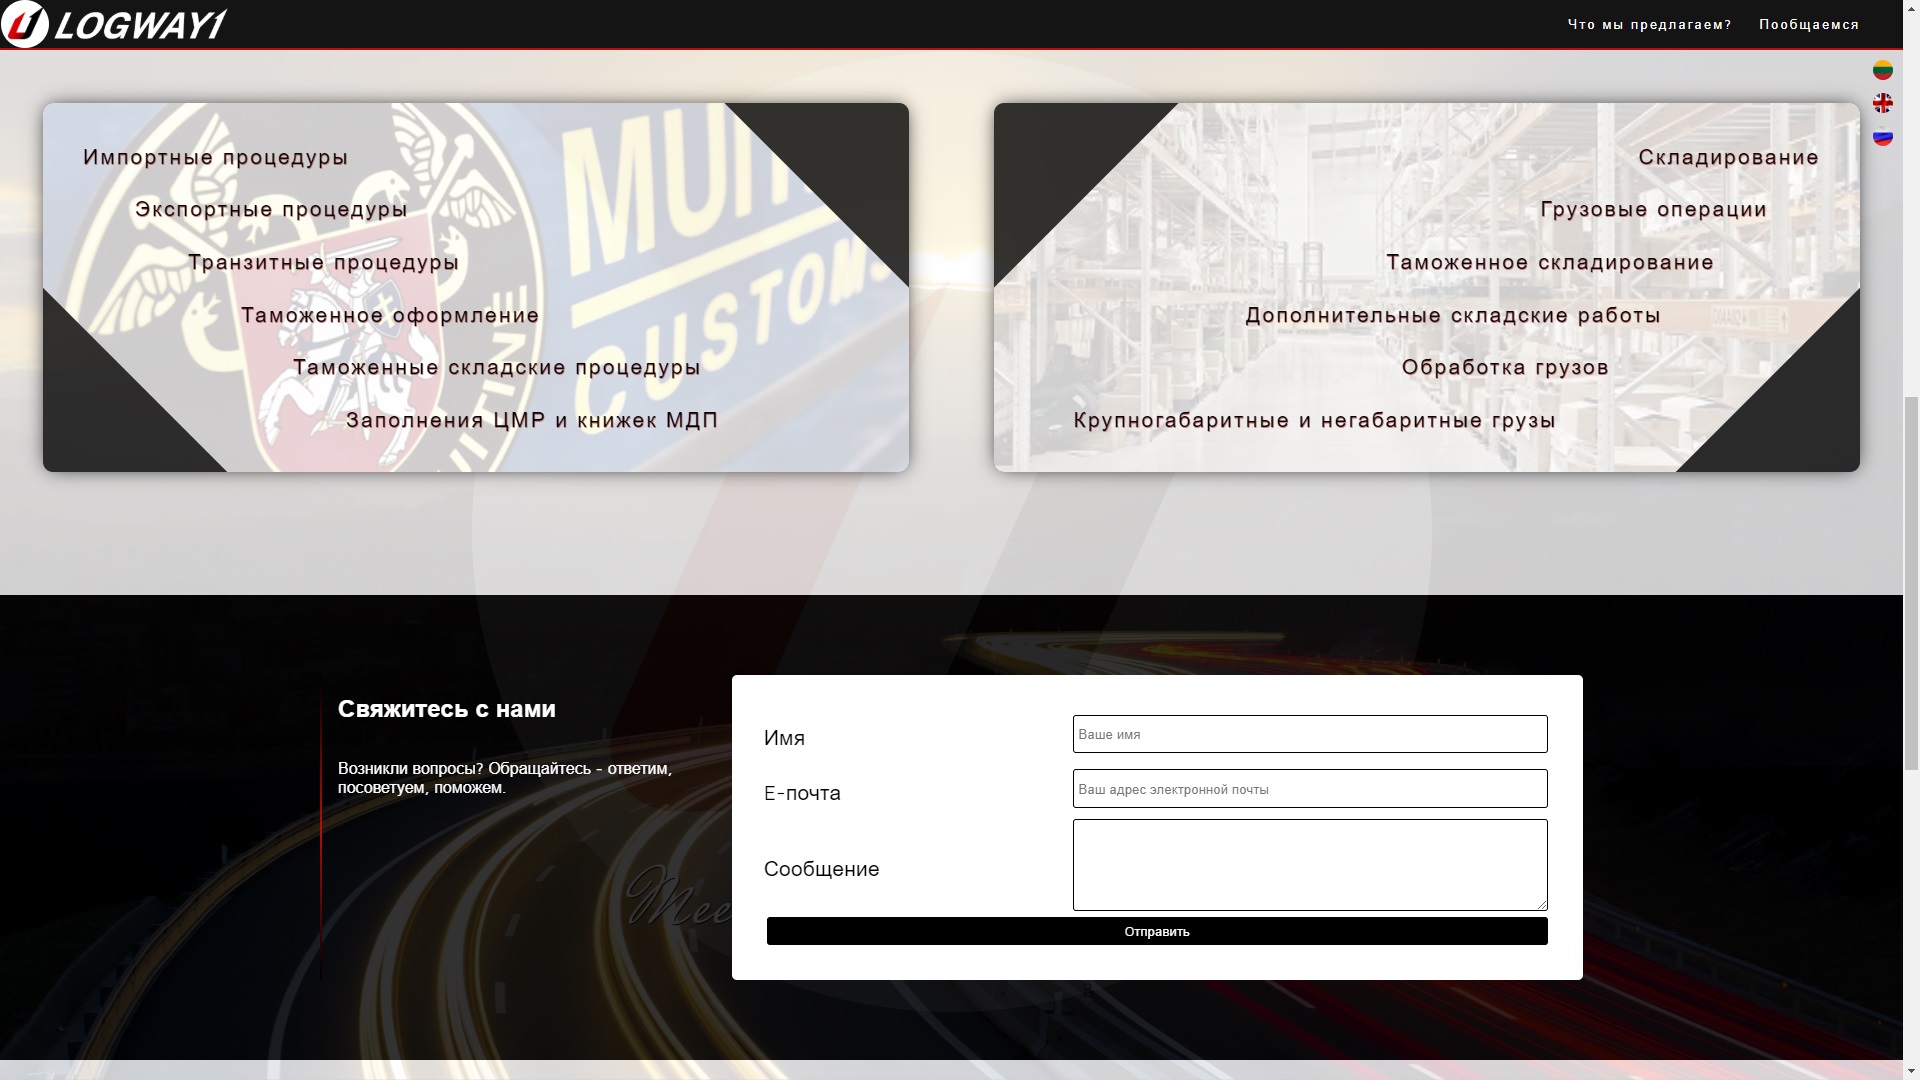 LOGWAY1
Что мы предлагаем?
Пообщаемся
MUITINĖ
CUSTOMS
Импортные процедуры
Экспортные процедуры
Транзитные процедуры
Таможенное оформление
Таможенные складские процедуры
Заполнения ЦМР и книжек МДП
Складирование
Грузовые операции
Таможенное складирование
Дополнительные складские работы
Обработка грузов
Крупногабаритные и негабаритные грузы
Свяжитесь с нами
Возникли вопросы? Обращайтесь - ответим,
посоветуем, поможем.
Имя
Ваше имя
Е-почта
Ваш адрес электронной почты
Сообщение
Отправить
Mee